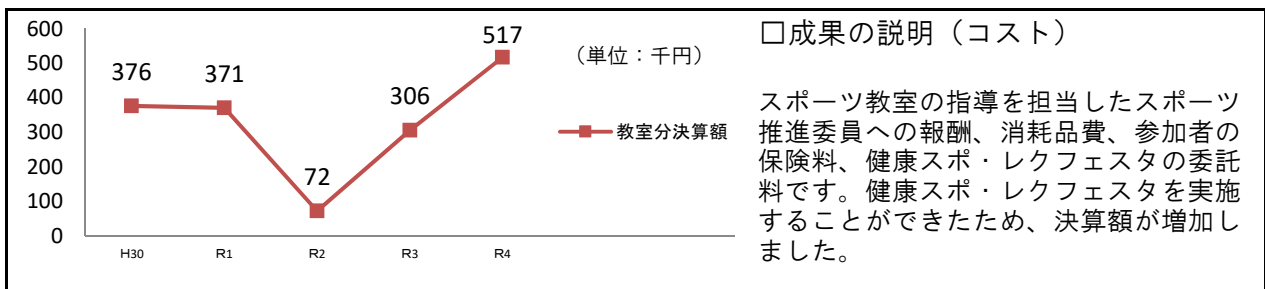 600
500
400
300
200
100
0
376
371
72
306
517
H30
R1
R2
R3
R4
（単位：千円）
教室分決算額
□成果の説明（コスト）
スポーツ教室の指導を担当したスポーツ
推進委員への報酬、消耗品費、参加者の
保険料、健康スポ・レクフェスタの委託
料です。健康スポ・レクフェスタを実施
することができたため、決算額が増加し
ました。